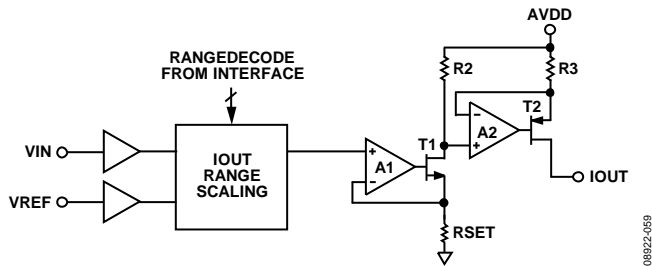 AVDD
RANGEDECODE
FROM INTERFACE
R2
R3
T2
T1
A2
VIN
IOUT
RANGE
SCALING
+
A1
−
−
+
IOUT
VREF
RSET
08922-059